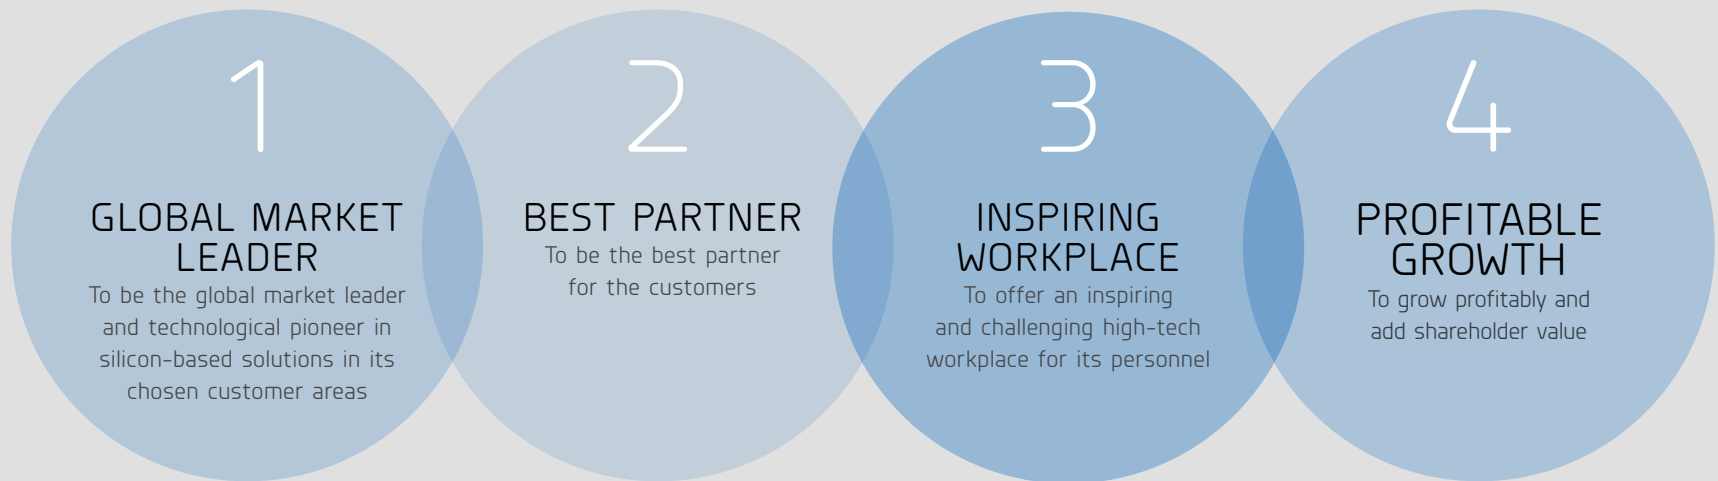 1
GLOBAL MARKET
LEADER
To be the global market leader
and technological pioneer in
silicon-based solutions in its
chosen customer areas
2
BEST PARTNER
To be the best partner
for the customers
3
INSPIRING
WORKPLACE
To offer an inspiring
and challenging high-tech
workplace for its personnel
4
PROFITABLE
GROWTH
To grow profitably and
add shareholder value